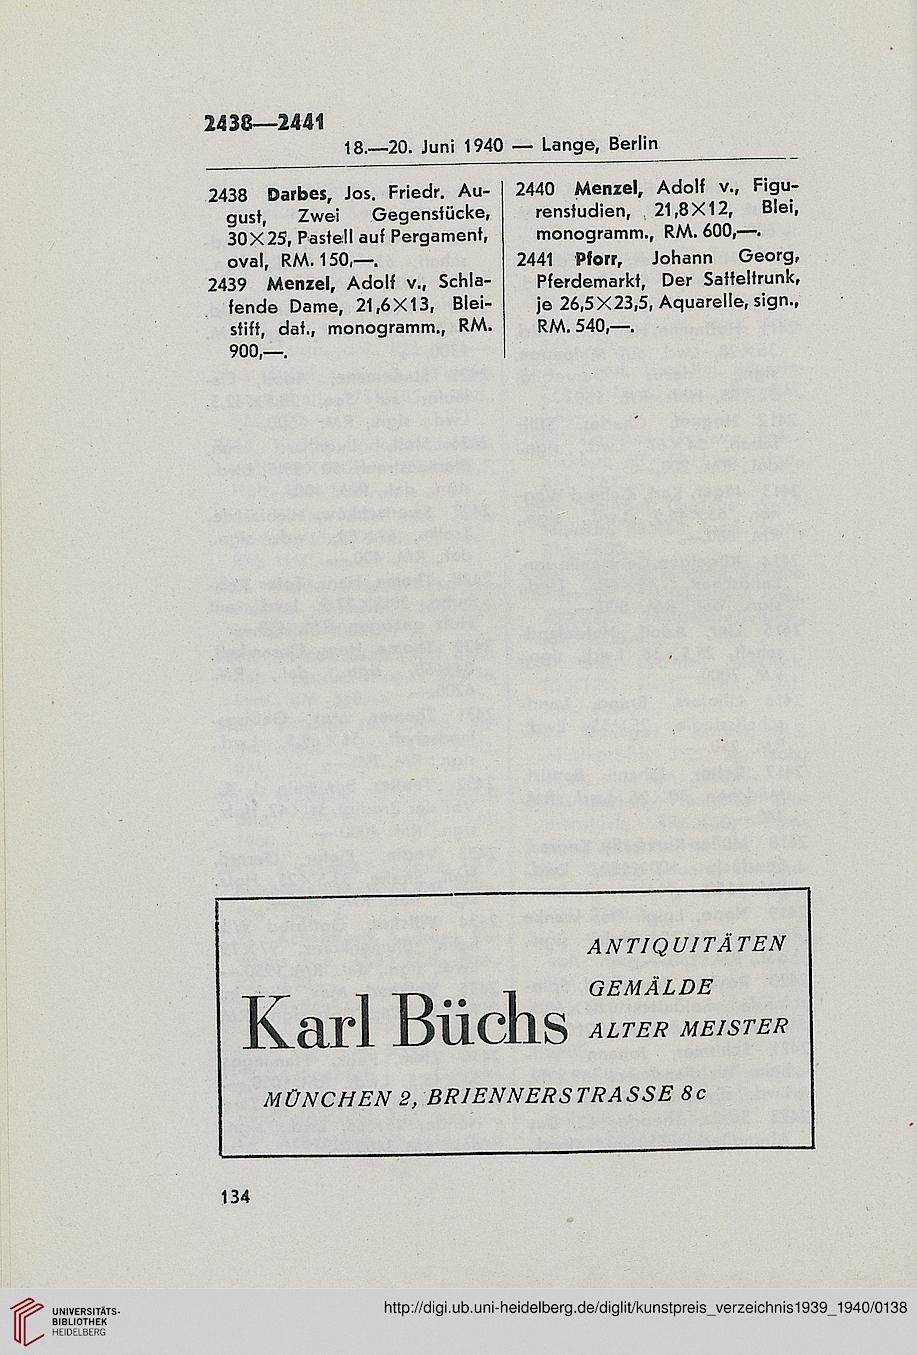 2438—2441
18.—20. Juni 1940 — Lange, Berlin
2438 Darbes, Jos. Friedr. Au-
gust, Zwei Gegenstücke,
30×25, Pastell auf Pergament,
oval, RM. 150,—.
2439 Menzel, Adolf v., Schla-
fende Dame, 21,6×13, Blei-
stift, dat., monogramm., RM.
900,—.
2440 Menzel, Adolf v., Figu-
renstudien, 21,8×12, Blei,
monogramm., RM. 600,—.
2441 Pforr, Johann Georg,
Pferdemarkt, Der Satteltrunk,
je 26,5×23,5, Aquarelle, sign.,
RM. 540,—.
Karl Büchs
ANTIQUITÄTEN
GEMÄLDE
ALTER MEISTER
MÜNCHEN 2, BRIENNERSTRASSE 8c
134
UNIVERSITÄTS-
BIBLIOTHEK
HEIDELBERG
http://digi.ub.uni-heidelberg.de/diglit/kunstpreis_verzeichnis1939_1940/0138